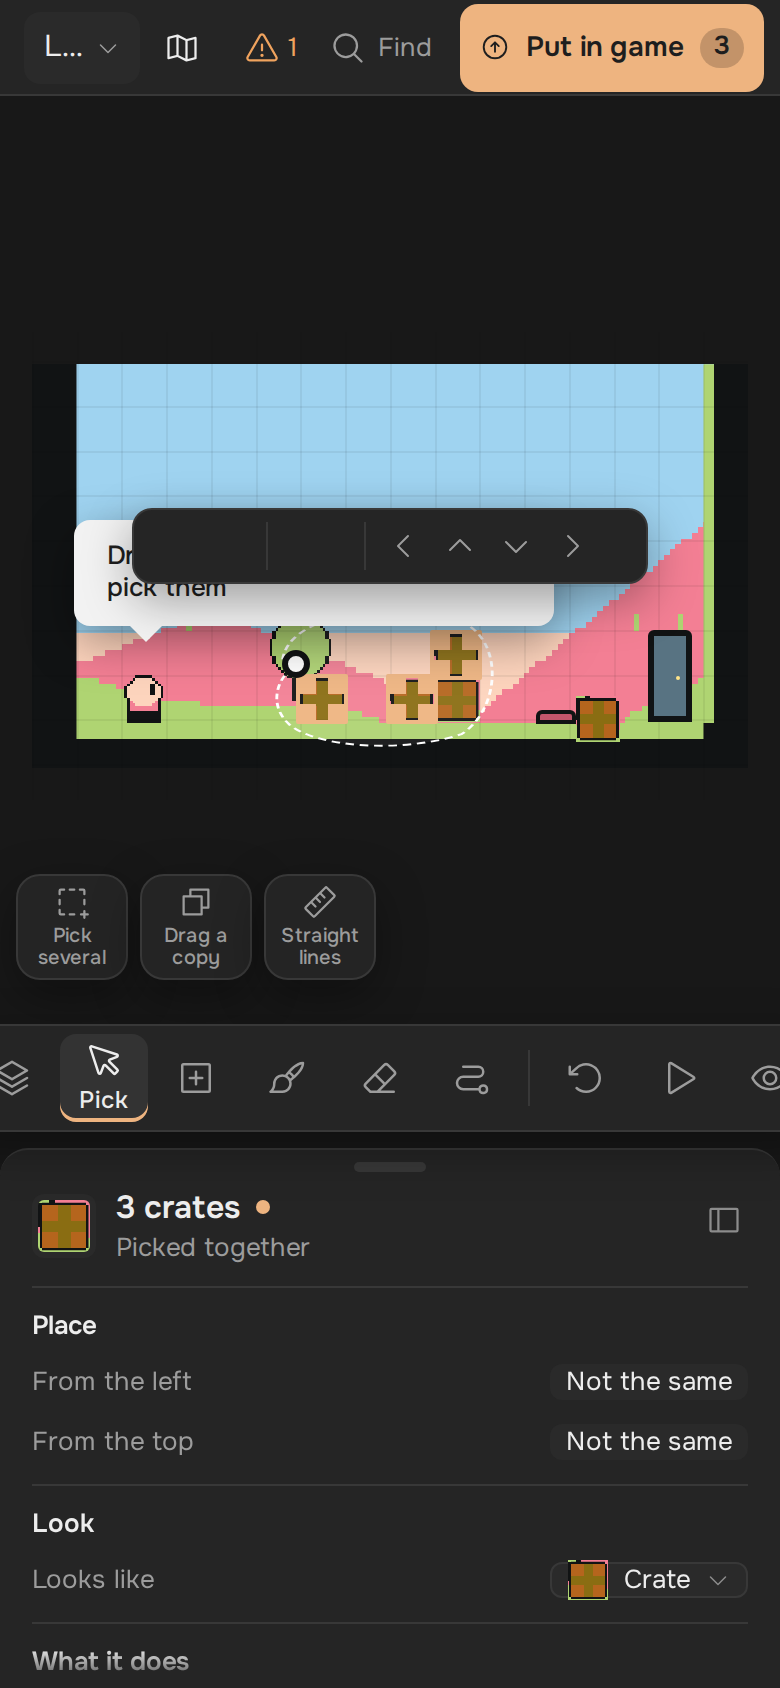 L...
1
Find
Put in game
3
pick them
Pick
several
Drag a
copy
Straight
lines
Pick
3 crates
Picked together
Place
From the left
Not the same
From the top
Not the same
Look
Looks like
Crate
What it does